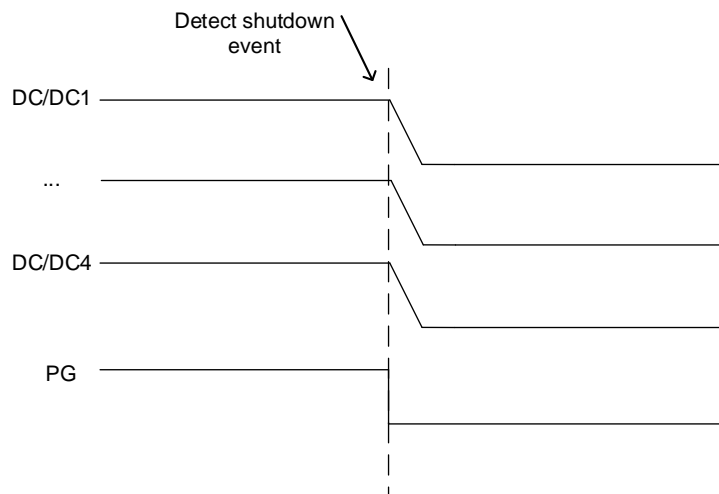 Detect shutdown
event
DC/DC1
...
DC/DC4
PG